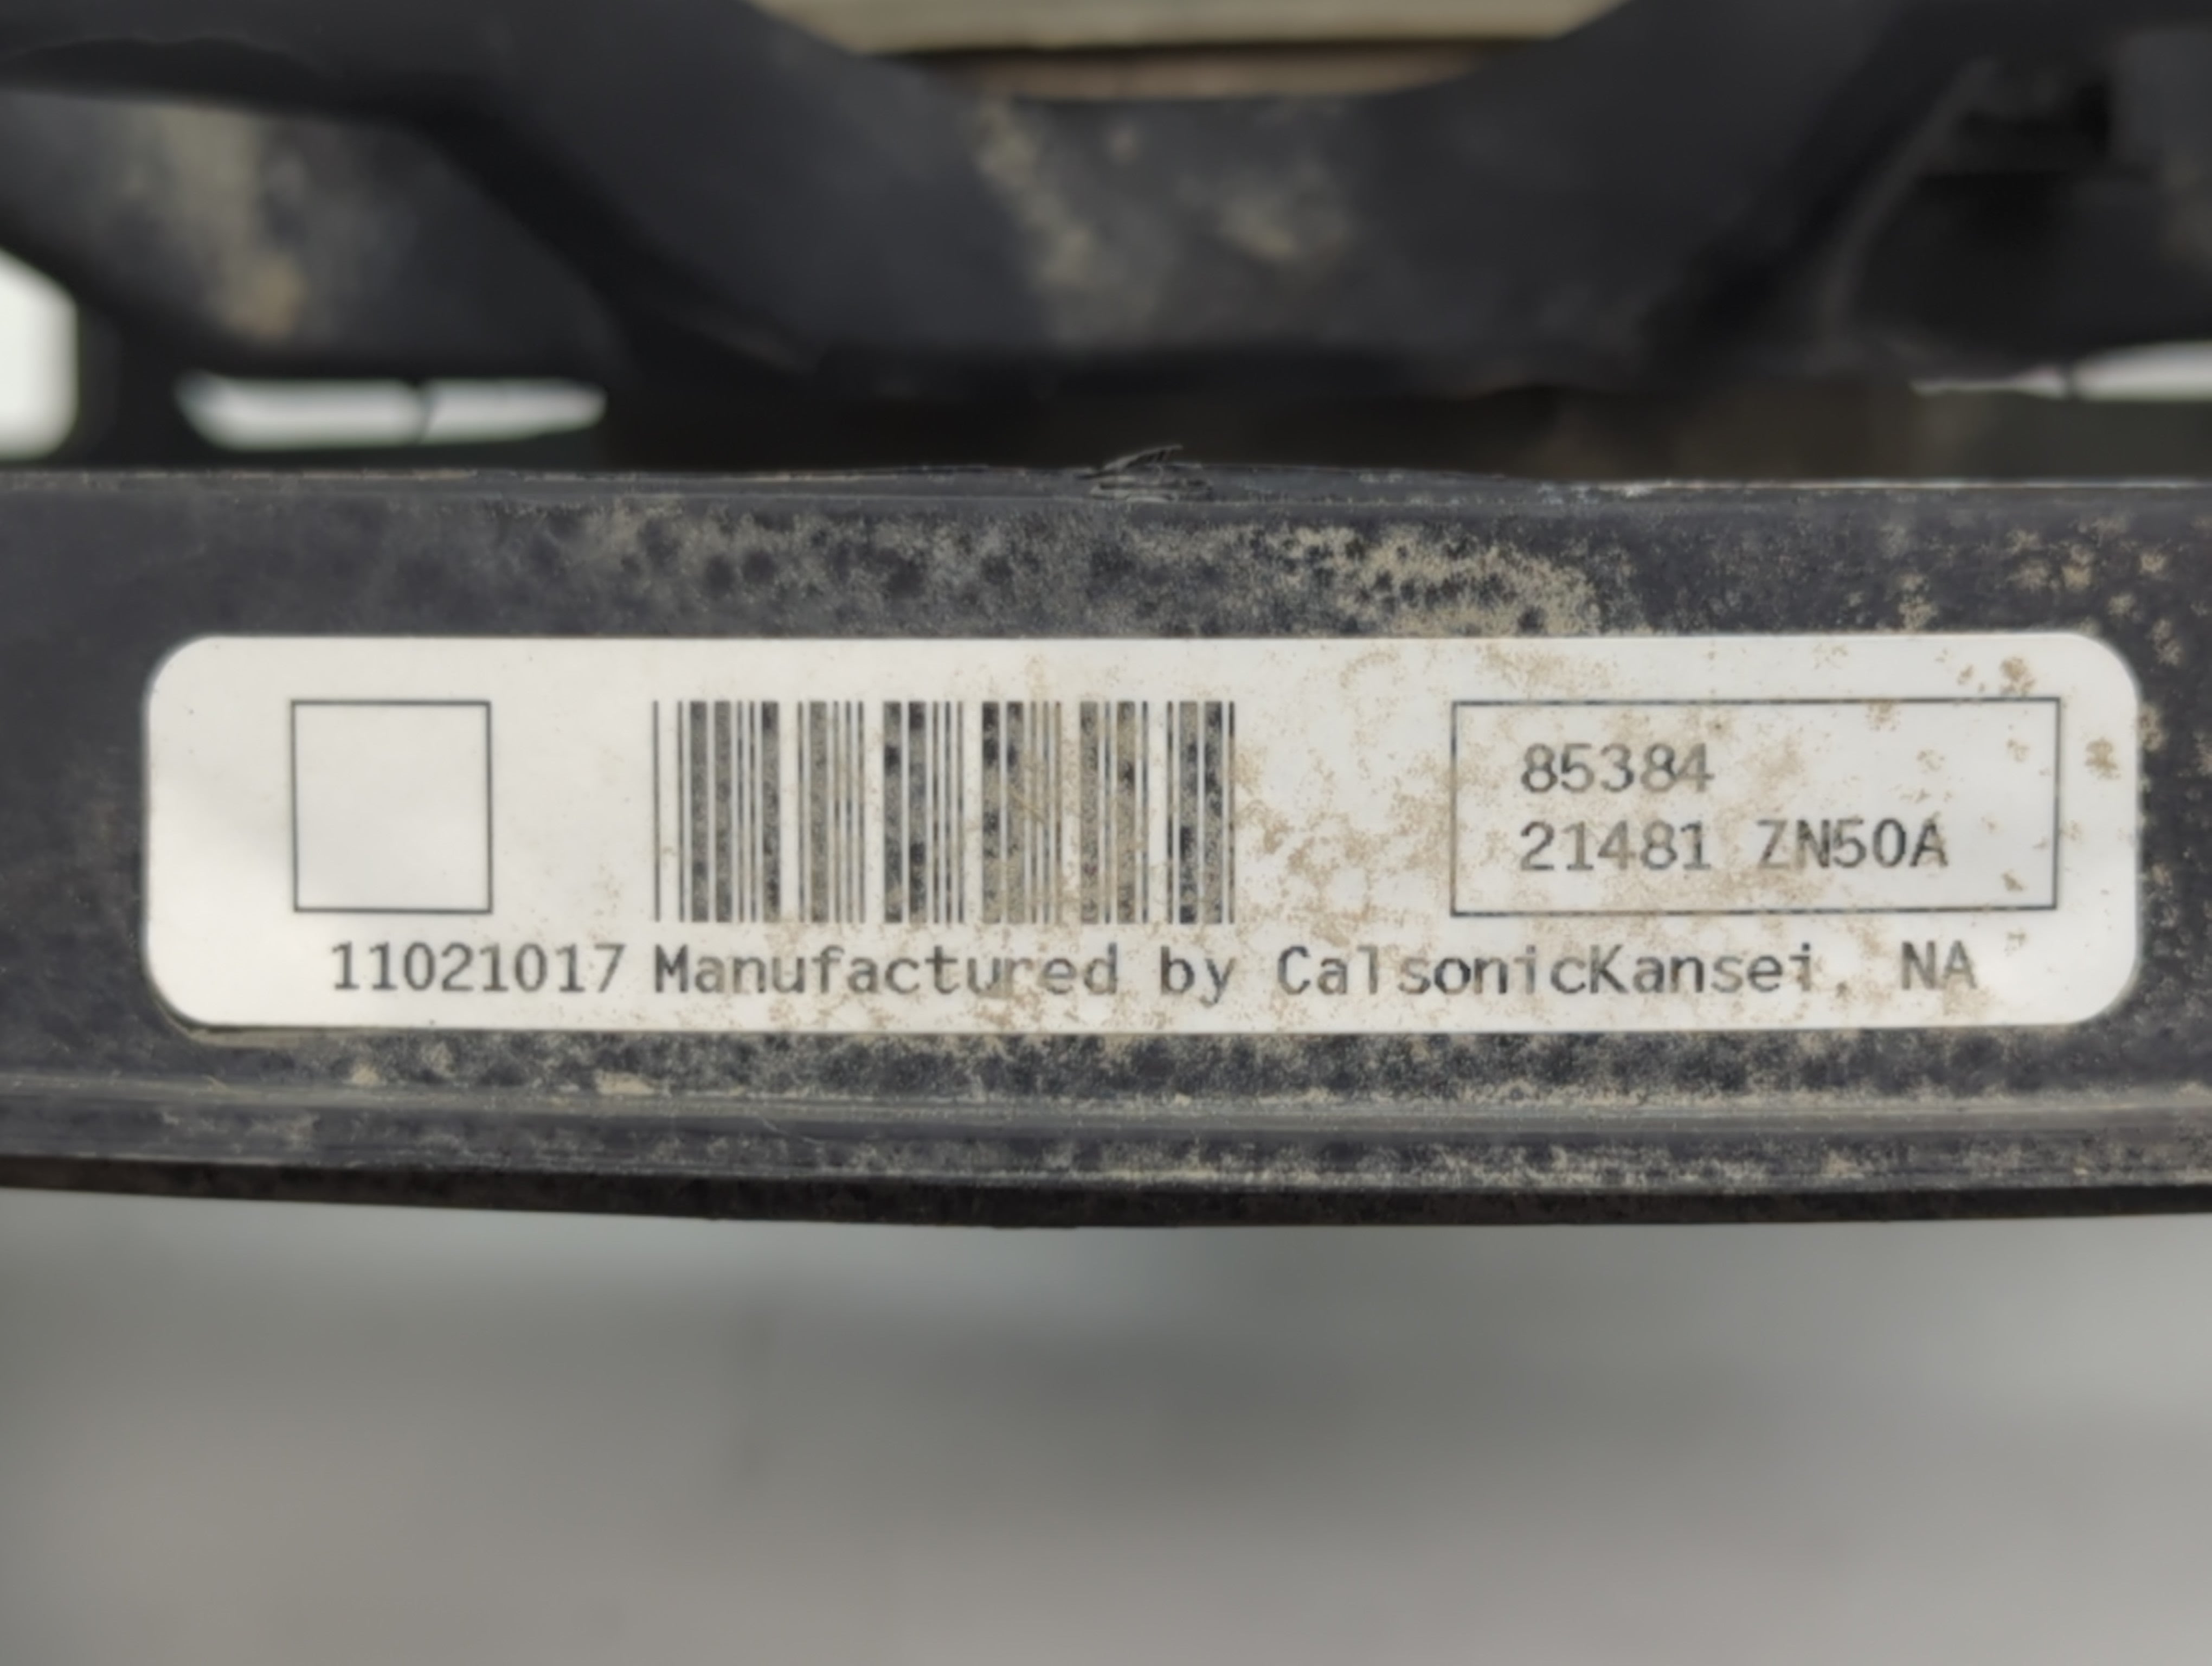 85384
21481 ZN50A
11021017 Manufactured by CalsonicKansei, NA